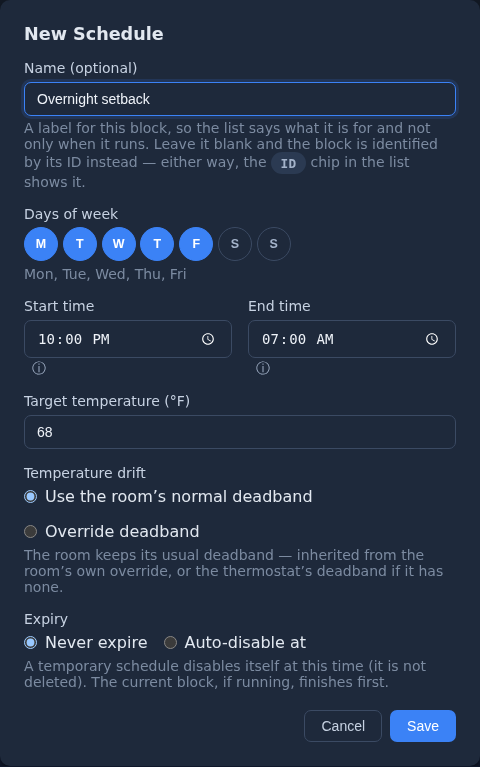 New Schedule
Name (optional)
Overnight setback
A label for this block, so the list says what it is for and not
only when it runs. Leave it blank and the block is identified
by its ID instead — either way, the ID chip in the list
shows it.
Days of week
M T W T F S S
Mon, Tue, Wed, Thu, Fri
Start time End time
10:00 PM 07:00 AM
ⓘ ⓘ
Target temperature (°F)
68
Temperature drift
Use the room’s normal deadband
Override deadband
The room keeps its usual deadband — inherited from the
room’s own override, or the thermostat’s deadband if it has
none.
Expiry
Never expire Auto-disable at
A temporary schedule disables itself at this time (it is not
deleted). The current block, if running, finishes first.
Cancel Save